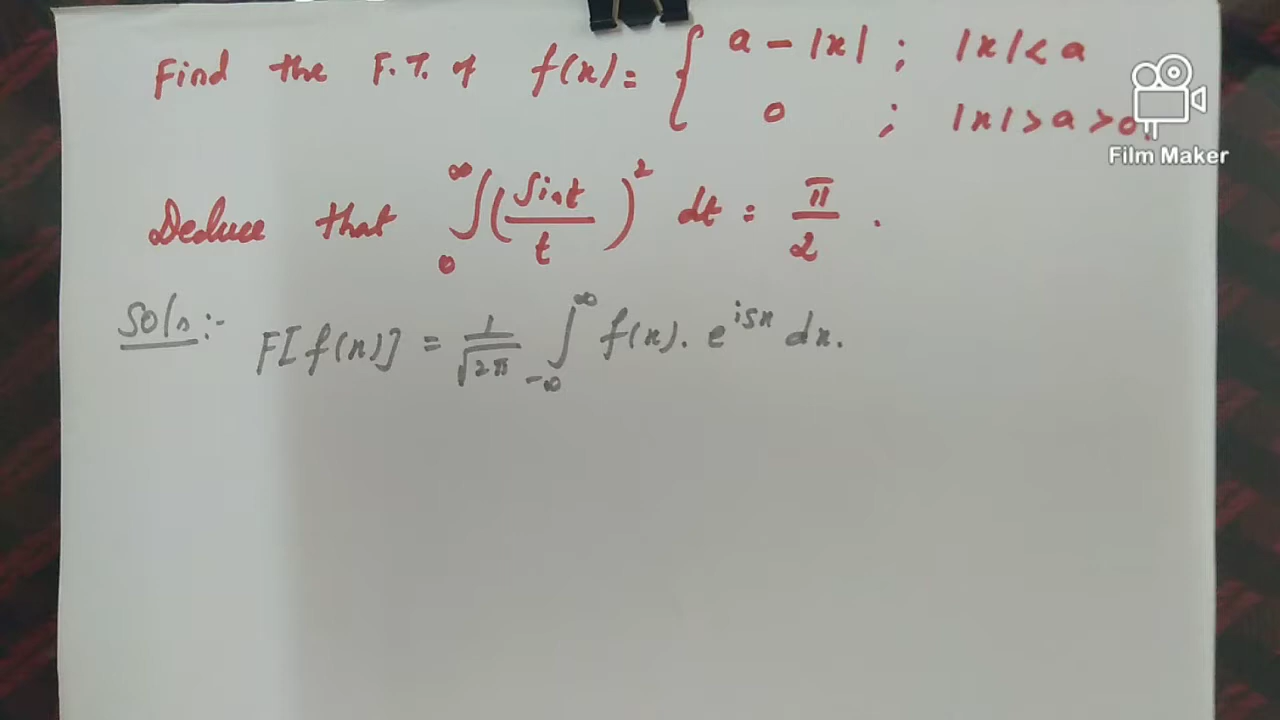 Find the F.T. of f(x) = { a - |x| ; |x| < a
0 ; |x| > a > 0.
Film Maker
Deduce that ∫₀^∞ (Sin t / t)² dt = π/2 .
Soln:-
F[f(x)] = 1/√2π ∫_{-∞}^{∞} f(x). e^{isx} dx.